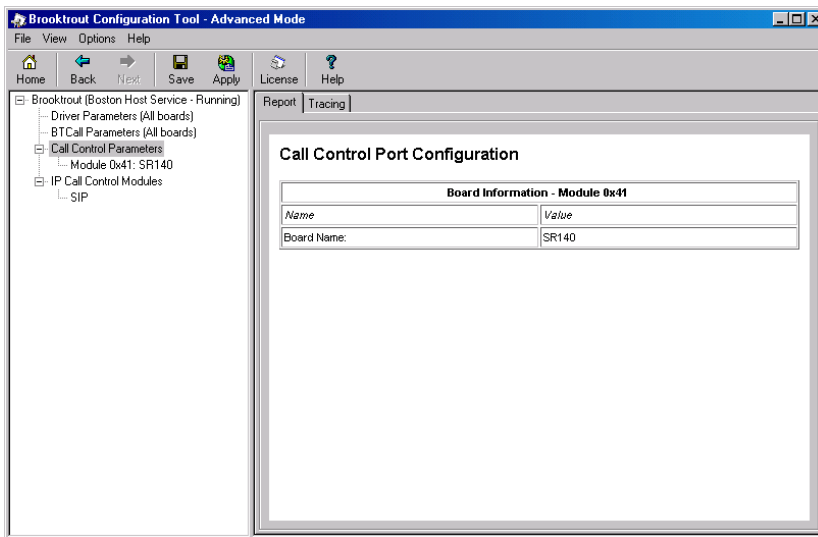 Brooktrout Configuration Tool - Advanced Mode
File View Options Help
Home Back Next Save Apply License Help
Brooktrout (Boston Host Service - Running)
Driver Parameters (All boards)
BTCall Parameters (All boards)
Call Control Parameters
Module 0x41: SR140
IP Call Control Modules
SIP
Report Tracing
Call Control Port Configuration
Board Information - Module 0x41
Name Value
Board Name: SR140